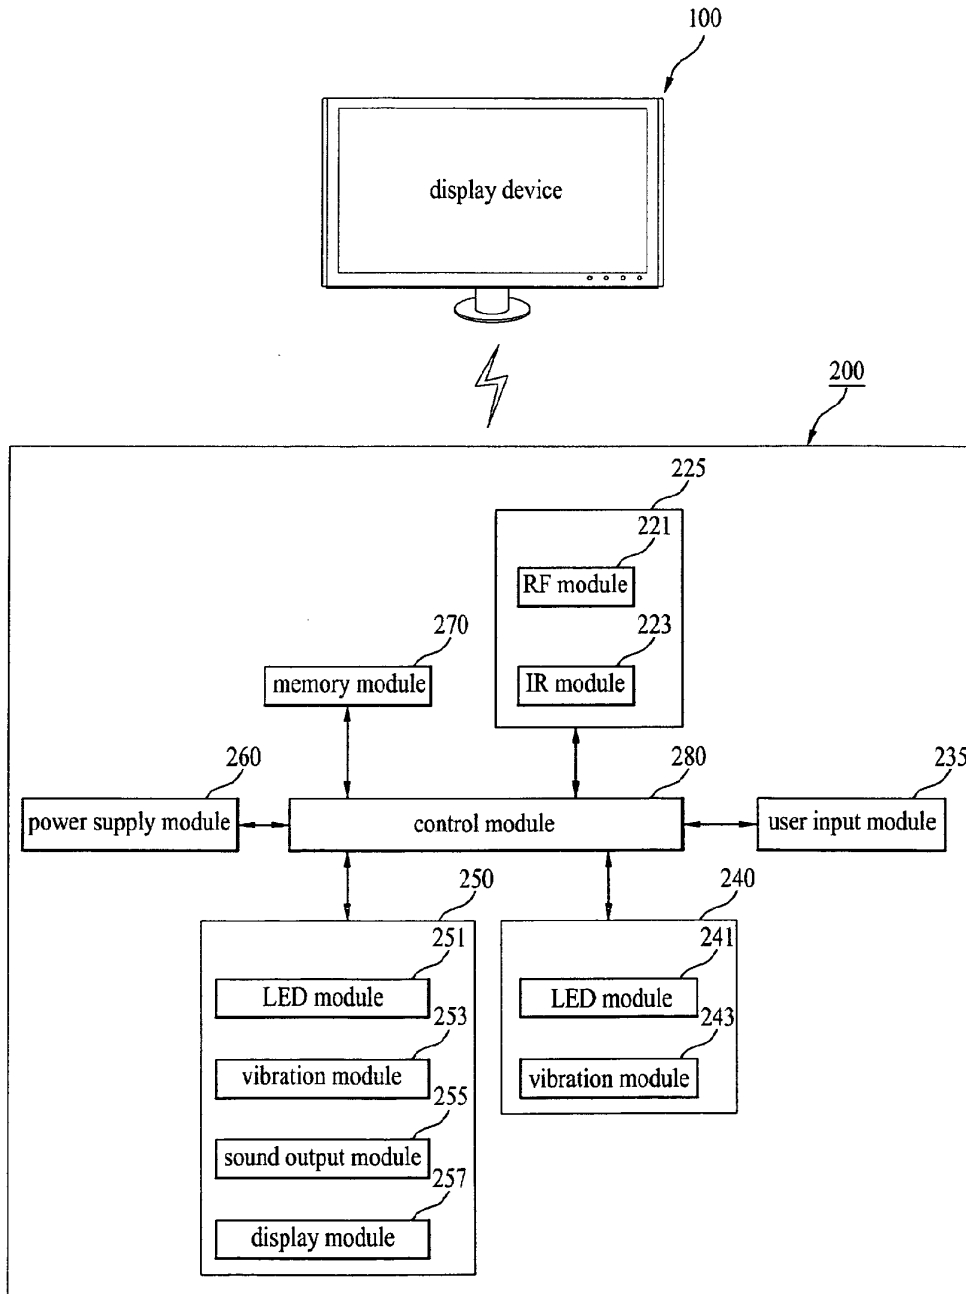 100
display device
200
225
221
RF module
270
223
memory module
IR module
260
280
235
power supply module
control module
user input module
250
240
251
241
LED module
LED module
253
243
vibration module
vibration module
255
sound output module
257
display module